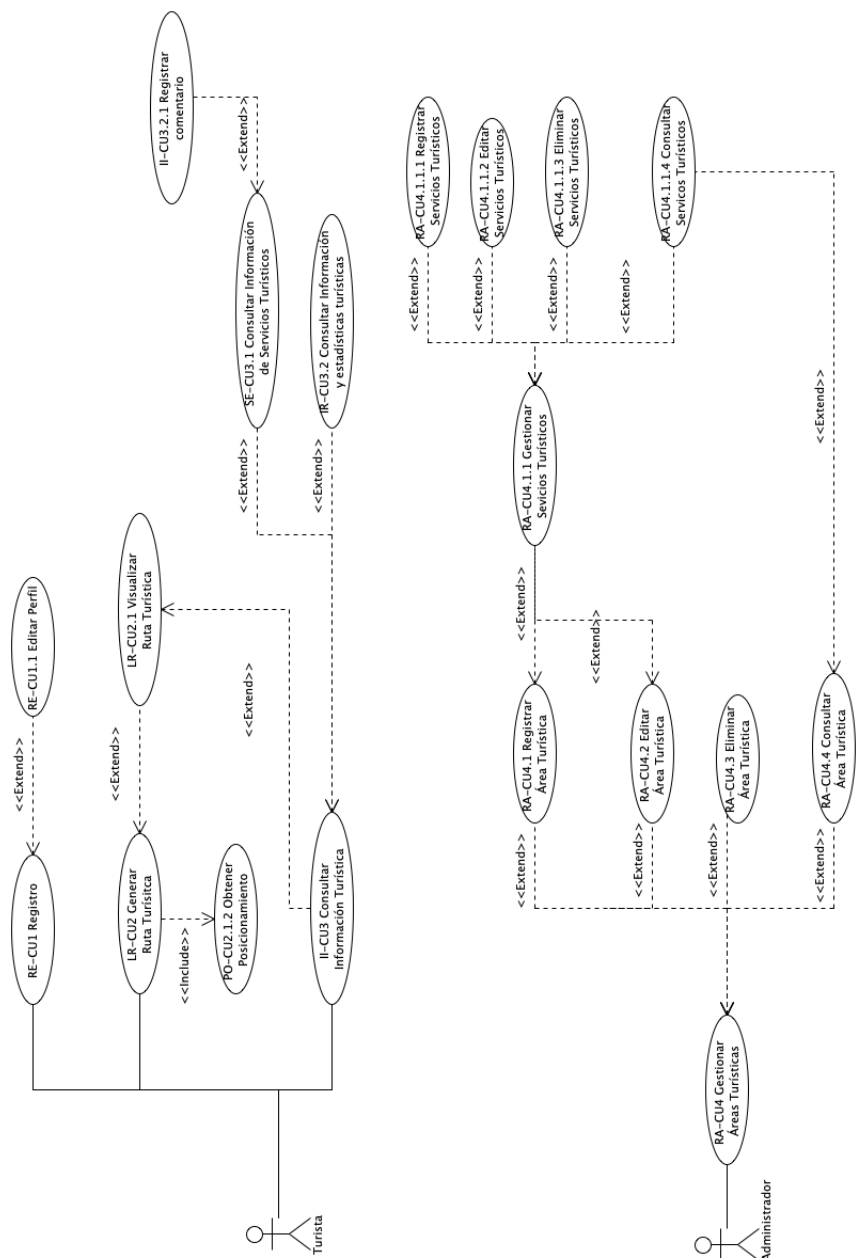 RE-CU1 Registro
<<Extend>>
RE-CU1.1 Editar Perfil
LR-CU2 Generar
Ruta Turísitca
<<Extend>>
LR-CU2.1 Visualizar
Ruta Turística
<<Include>>
PO-CU2.1.2 Obtener
Posicionamiento
<<Extend>>
II-CU3 Consultar
Información Turística
<<Extend>>
SE-CU3.1 Consultar Información
de Servicios Turísticos
<<Extend>>
II-CU3.2.1 Registrar
comentario
<<Extend>>
IR-CU3.2 Consultar Información
y estadísticas turísticas
Turista
RA-CU4.1.1.1 Registrar
Servicios Turísticos
<<Extend>>
RA-CU4.1.1.2 Editar
Servicios Turísticos
<<Extend>>
RA-CU4.1.1.3 Eliminar
Servicios Turísticos
<<Extend>>
RA-CU4.1.1.4 Consultar
Servicos Turísticos
<<Extend>>
<<Extend>>
RA-CU4.1.1 Gestionar
Sevicios Turísticos
<<Extend>>
<<Extend>>
RA-CU4.1 Registrar
Área Turística
<<Extend>>
RA-CU4.2 Editar
Área Turística
<<Extend>>
RA-CU4.3 Eliminar
Área Turística
<<Extend>>
RA-CU4.4 Consultar
Área Turística
<<Extend>>
RA-CU4 Gestionar
Áreas Turísticas
Administrador